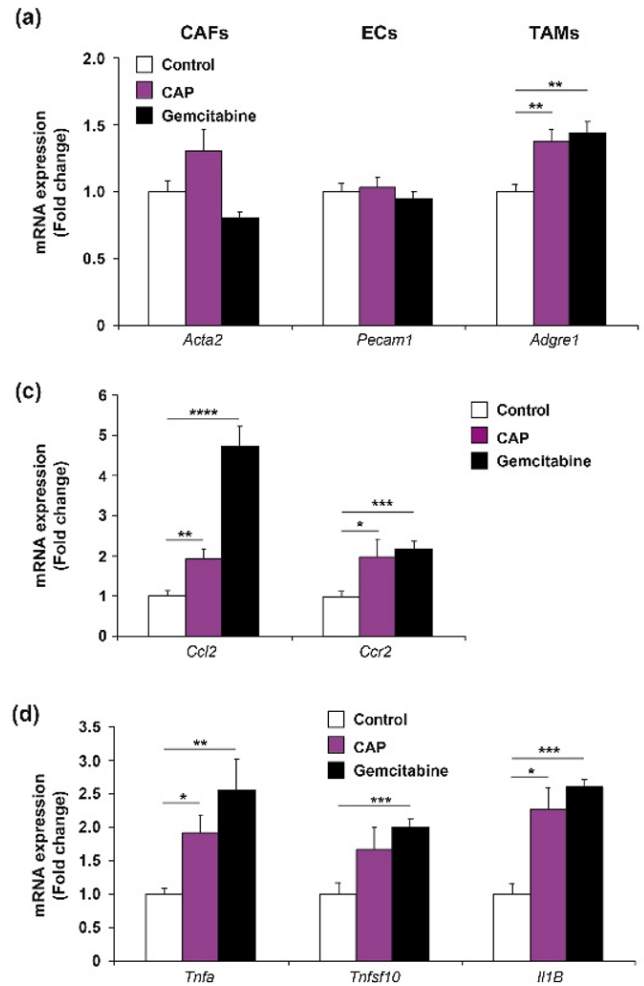 (a)
CAFs ECs TAMs
mRNA expression
(Fold change)
2.0
1.5
1.0
0.5
0
Control
CAP
Gemcitabine
**
**
Acta2 Pecam1 Adgre1
(c)
mRNA expression
(Fold change)
6
5
4
3
2
1
0
****
**
***
*
Control
CAP
Gemcitabine
Ccl2 Ccr2
(d)
mRNA expression
(Fold change)
3.5
3.0
2.5
2.0
1.5
1.0
0.5
0
Control
CAP
Gemcitabine
**
*
***
***
*
Tnfa Tnfsf10 Il1B